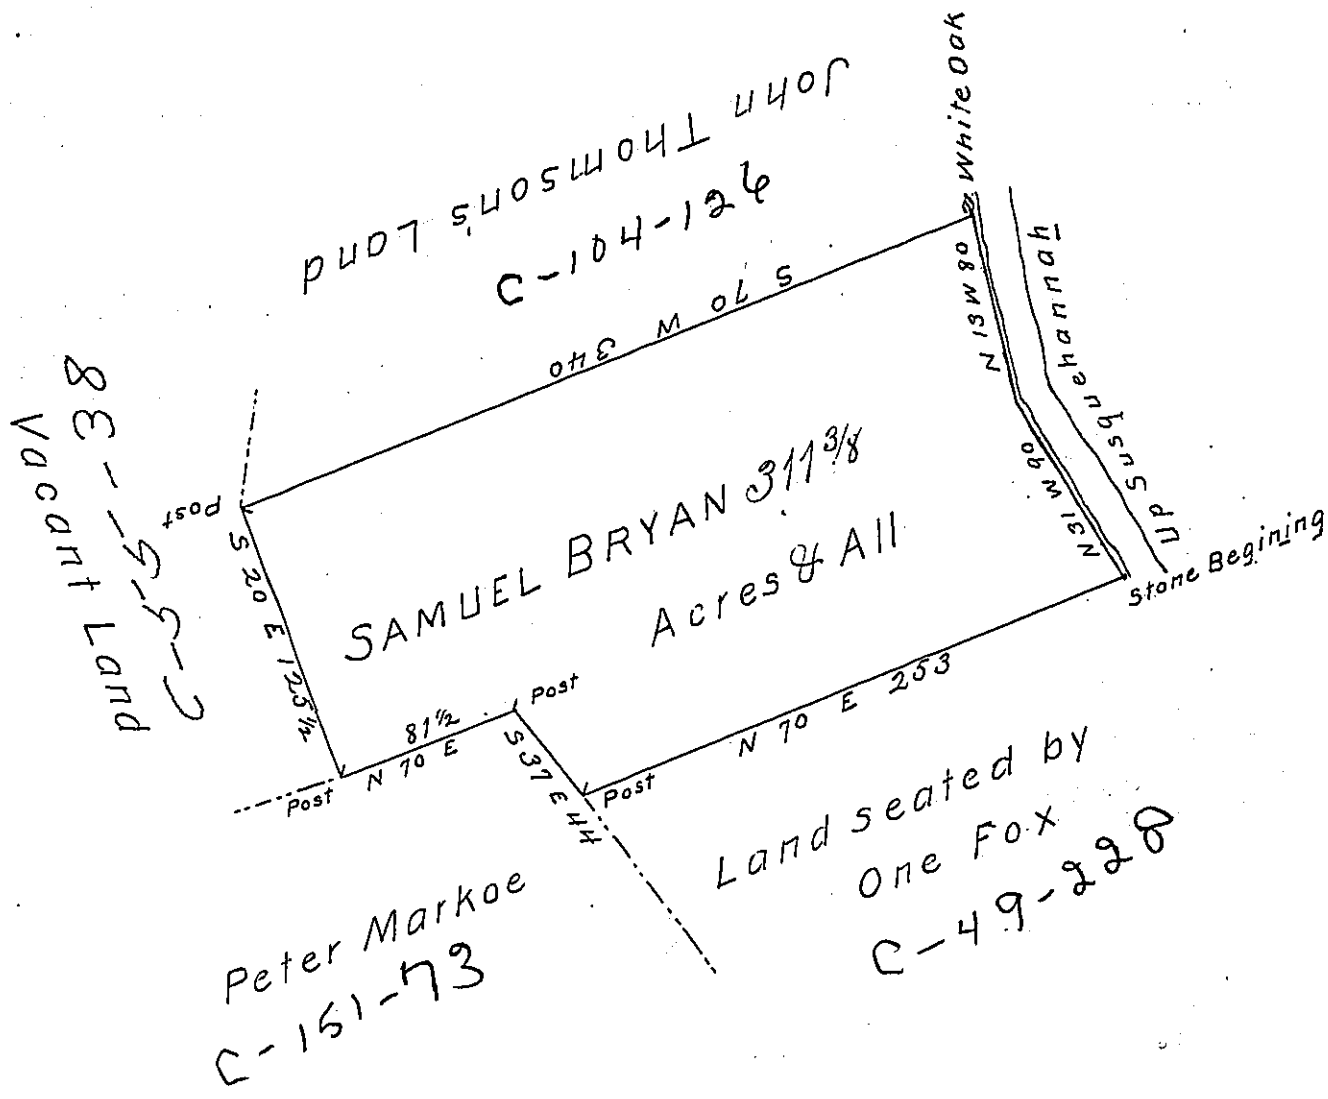 John Thomson's Land
C-104-126
White Oak
UP Susquehannah
N 13 W 80
N 31 W 90
Stone Begining
S 70 W 340
C-55-38
Vacant Land
Post
S 20 E 125 1/2
SAMUEL BRYAN 311 3/8
Acres & All
Post
N 70 E
81 1/2
Post
S 37 E 44
Post
N 70 E 253
Land seated by
One Fox
C-49-228
Peter Markoe
C-151-73